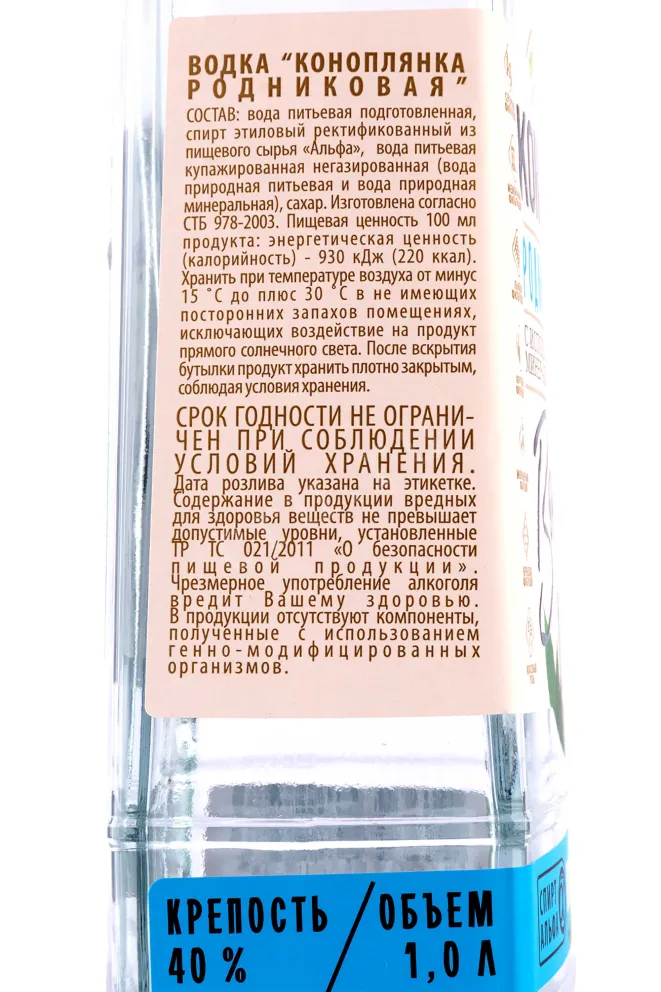 ВОДКА “КОНОПЛЯНКА
РОДНИКОВАЯ”
СОСТАВ: вода питьевая подготовленная,
спирт этиловый ректификованный из
пищевого сырья «Альфа», вода питьевая
купажированная негазированная (вода
природная питьевая и вода природная
минеральная), сахар. Изготовлена согласно
СТБ 978-2003. Пищевая ценность 100 мл
продукта: энергетическая ценность
(калорийность) - 930 кДж (220 ккал).
Хранить при температуре воздуха от минус
15 ˚С до плюс 30 ˚С в не имеющих
посторонних запахов помещениях,
исключающих воздействие на продукт
прямого солнечного света. После вскрытия
бутылки продукт хранить плотно закрытым,
соблюдая условия хранения.
СРОК ГОДНОСТИ НЕ ОГРАНИ-
ЧЕН ПРИ СОБЛЮДЕНИИ
УСЛОВИЙ ХРАНЕНИЯ.
Дата розлива указана на этикетке.
Содержание в продукции вредных
для здоровья веществ не превышает
допустимые уровни, установленные
ТР ТС 021/2011 «О безопасности
пищевой продукции».
Чрезмерное употребление алкоголя
вредит Вашему здоровью.
В продукции отсутствуют компоненты,
полученные с использованием
генно-модифицированных
организмов.
КРЕПОСТЬ / ОБЪЕМ
40 % 1,0 Л
СПИРТ
АЛЬФА